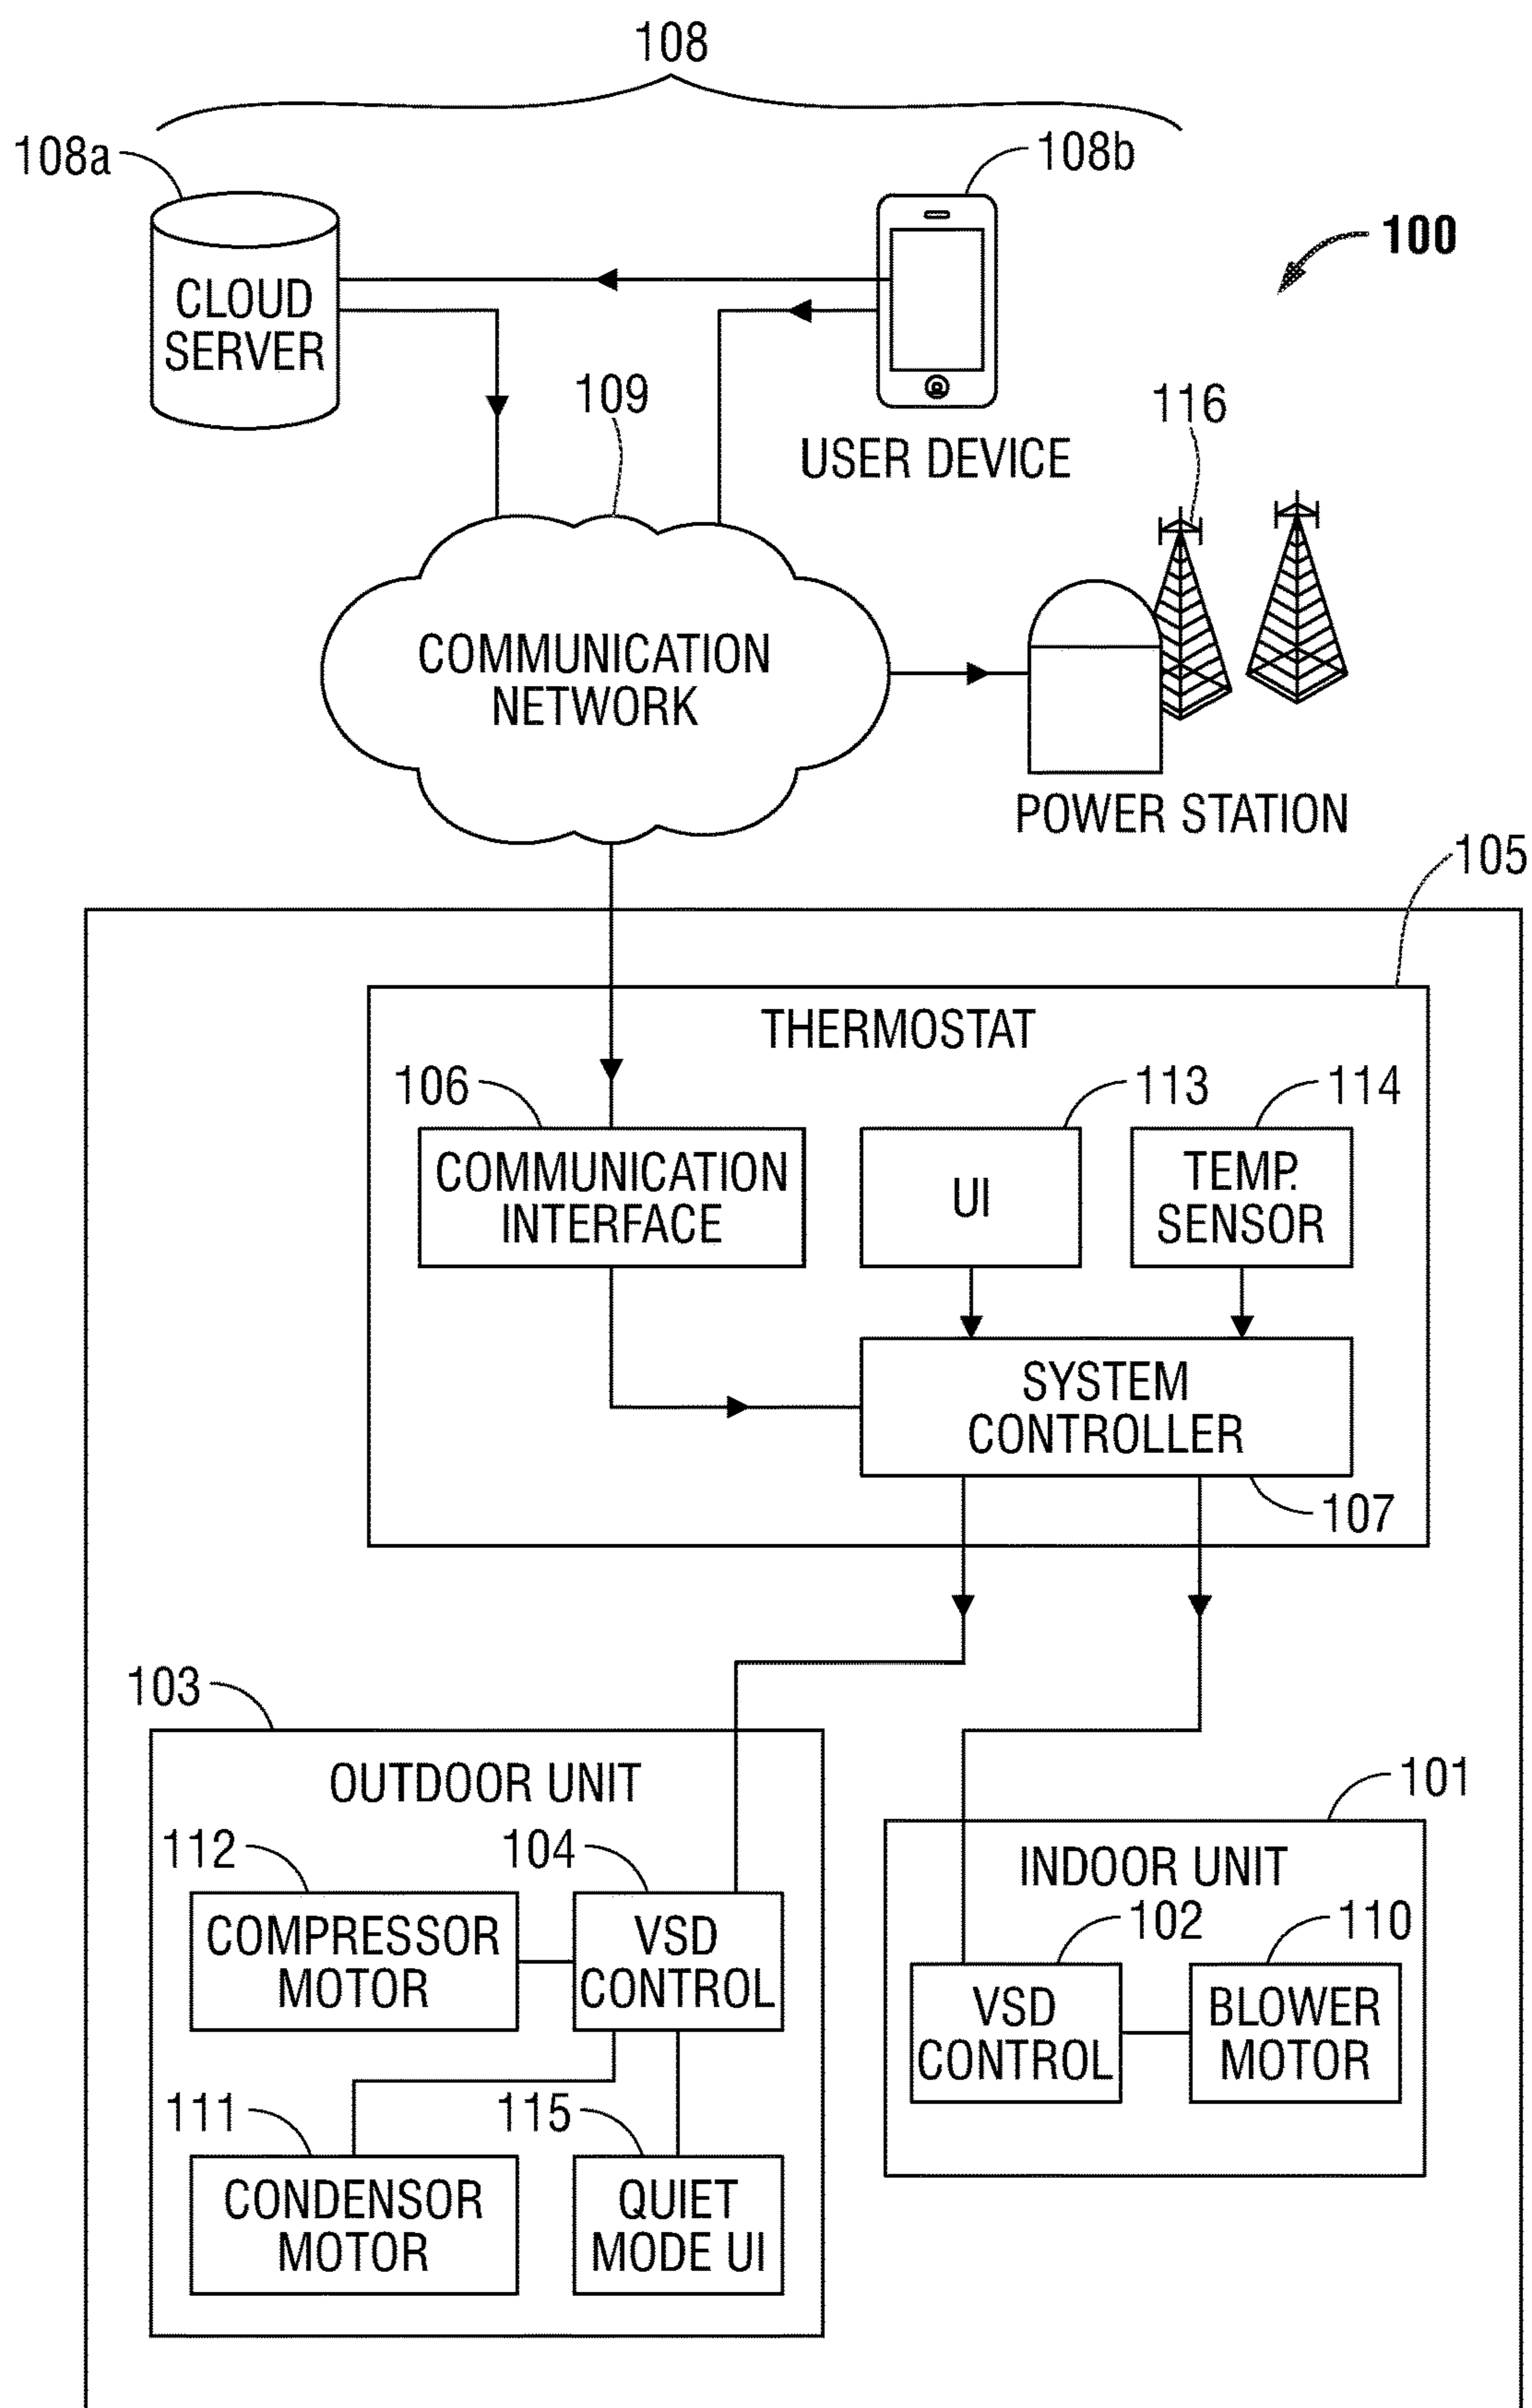 108
108a
108b
100
CLOUD
SERVER
109
116
USER DEVICE
COMMUNICATION
NETWORK
POWER STATION
105
THERMOSTAT
106
113
114
COMMUNICATION
INTERFACE
UI
TEMP.
SENSOR
SYSTEM
CONTROLLER
107
103
OUTDOOR UNIT
101
112
104
INDOOR UNIT
COMPRESSOR
MOTOR
VSD
CONTROL
102
110
VSD
CONTROL
BLOWER
MOTOR
111
115
CONDENSOR
MOTOR
QUIET
MODE UI